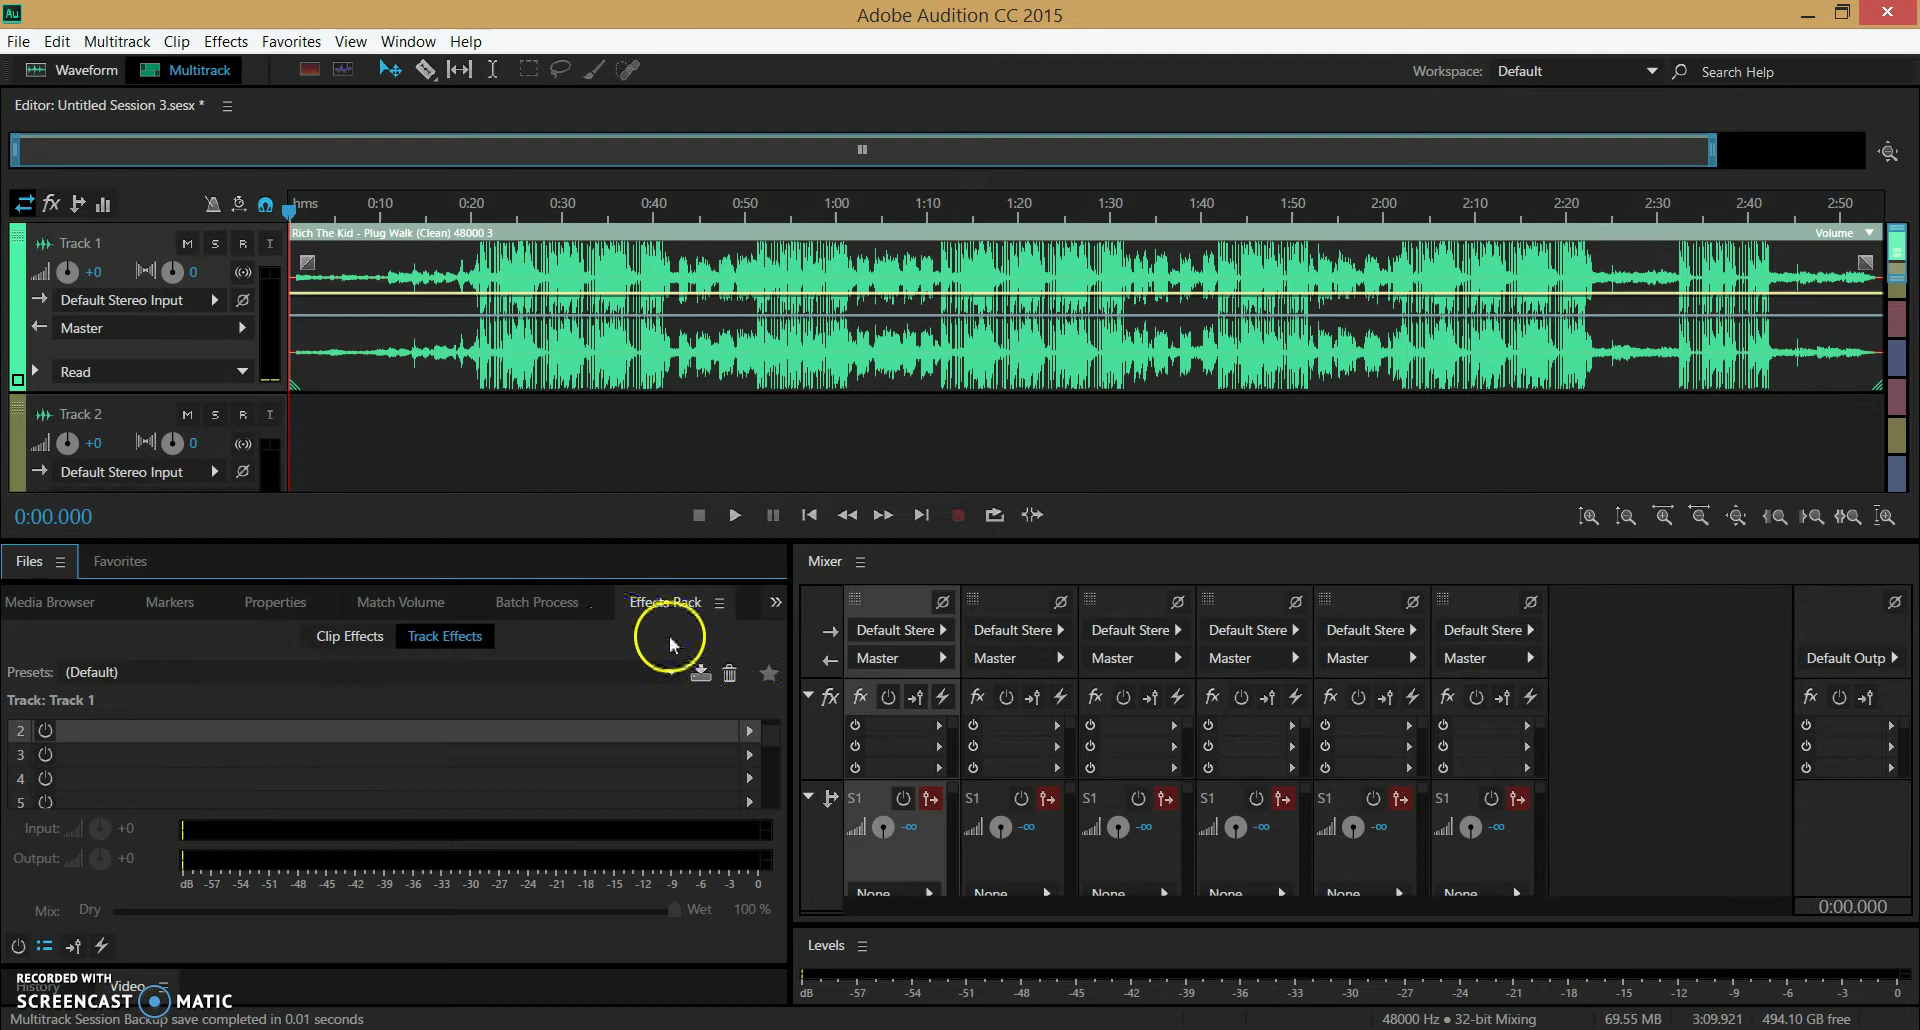 Au Adobe Audition CC 2015
File Edit Multitrack Clip Effects Favorites View Window Help
Waveform Multitrack Workspace: Default Search Help
Editor: Untitled Session 3.sesx *
fx hms 0:10 0:20 0:30 0:40 0:50 1:00 1:10 1:20 1:30 1:40 1:50 2:00 2:10 2:20 2:30 2:40 2:50
Rich The Kid - Plug Walk (Clean) 48000 3 Volume
Track 1 M S R I
+0 0
Default Stereo Input
Master
Read
Track 2 M S R I
+0 0
Default Stereo Input
0:00.000
Files Favorites Mixer
Media Browser Markers Properties Match Volume Batch Process Effects Rack
Default Stere Default Stere Default Stere Default Stere Default Stere Default Stere
Clip Effects Track Effects
Master Master Master Master Master Master Default Outp
Presets: (Default)
Track: Track 1
fx fx fx fx fx fx fx fx
2
3
4
5
S1 S1 S1 S1 S1 S1
Input: +0
-∞ -∞ -∞ -∞ -∞ -∞
Output: +0
dB -57 -54 -51 -48 -45 -42 -39 -36 -33 -30 -27 -24 -21 -18 -15 -12 -9 -6 -3 0
None None None None None None
Mix: Dry Wet 100 %
0:00.000
Levels
RECORDED WITH
History Video
SCREENCAST MATIC
dB -57 -54 -51 -48 -45 -42 -39 -36 -33 -30 -27 -24 -21 -18 -15 -12 -9 -6 -3 0
Multitrack Session Backup save completed in 0.01 seconds
48000 Hz ● 32-bit Mixing 69.55 MB 3:09.921 494.10 GB free